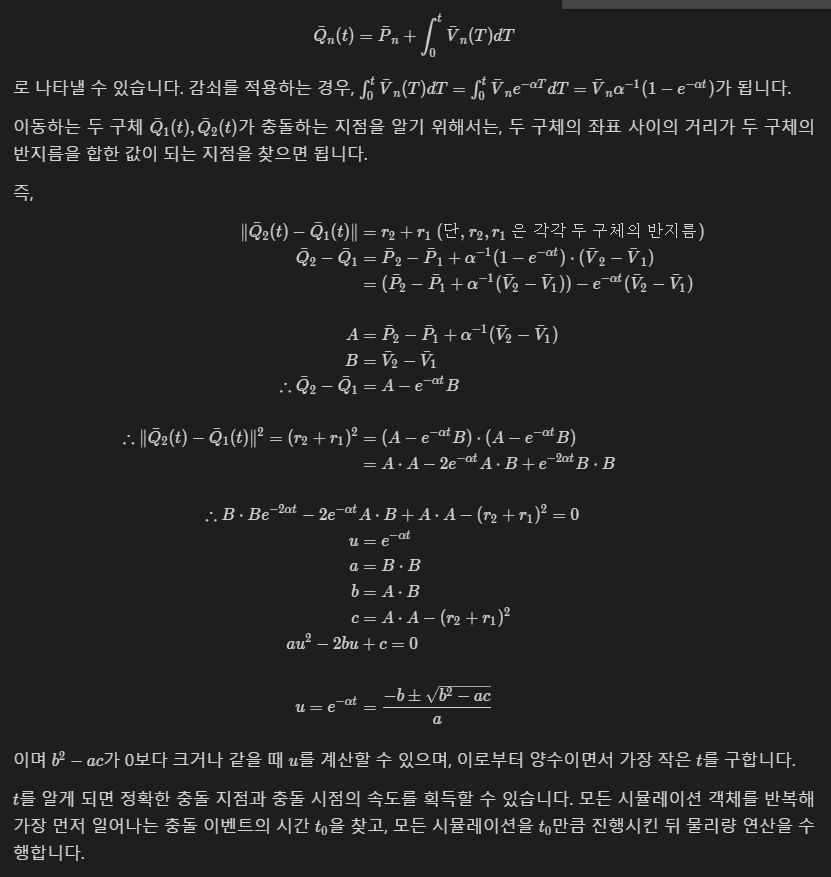 $$\bar{Q}_n(t) = \bar{P}_n + \int_0^t \bar{V}_n(T)dT$$
로 나타낼 수 있습니다. 감쇠를 적용하는 경우, $\int_0^t \bar{V}_n(T)dT = \int_0^t \bar{V}_n e^{-\alpha T}dT = \bar{V}_n\alpha^{-1}(1 - e^{-\alpha t})$가 됩니다.
이동하는 두 구체 $\bar{Q}_1(t), \bar{Q}_2(t)$가 충돌하는 지점을 알기 위해서는, 두 구체의 좌표 사이의 거리가 두 구체의
반지름을 합한 값이 되는 지점을 찾으면 됩니다.
즉,
$$\|\bar{Q}_2(t) - \bar{Q}_1(t)\| = r_2 + r_1 \text{ (단, } r_2, r_1 \text{ 은 각각 두 구체의 반지름)}$$
$$\bar{Q}_2 - \bar{Q}_1 = \bar{P}_2 - \bar{P}_1 + \alpha^{-1}(1 - e^{-\alpha t}) \cdot (\bar{V}_2 - \bar{V}_1)$$
$$= (\bar{P}_2 - \bar{P}_1 + \alpha^{-1}(\bar{V}_2 - \bar{V}_1)) - e^{-\alpha t}(\bar{V}_2 - \bar{V}_1)$$
$$A = \bar{P}_2 - \bar{P}_1 + \alpha^{-1}(\bar{V}_2 - \bar{V}_1)$$
$$B = \bar{V}_2 - \bar{V}_1$$
$$\therefore \bar{Q}_2 - \bar{Q}_1 = A - e^{-\alpha t}B$$
$$\therefore \|\bar{Q}_2(t) - \bar{Q}_1(t)\|^2 = (r_2 + r_1)^2 = (A - e^{-\alpha t}B) \cdot (A - e^{-\alpha t}B)$$
$$= A \cdot A - 2e^{-\alpha t}A \cdot B + e^{-2\alpha t}B \cdot B$$
$$\therefore B \cdot Be^{-2\alpha t} - 2e^{-\alpha t}A \cdot B + A \cdot A - (r_2 + r_1)^2 = 0$$
$$u = e^{-\alpha t}$$
$$a = B \cdot B$$
$$b = A \cdot B$$
$$c = A \cdot A - (r_2 + r_1)^2$$
$$au^2 - 2bu + c = 0$$
$$u = e^{-\alpha t} = \frac{-b \pm \sqrt{b^2 - ac}}{a}$$
이며 $b^2 - ac$가 0보다 크거나 같을 때 $u$를 계산할 수 있으며, 이로부터 양수이면서 가장 작은 $t$를 구합니다.
$t$를 알게 되면 정확한 충돌 지점과 충돌 시점의 속도를 획득할 수 있습니다. 모든 시뮬레이션 객체를 반복해
가장 먼저 일어나는 충돌 이벤트의 시간 $t_0$을 찾고, 모든 시뮬레이션을 $t_0$만큼 진행시킨 뒤 물리량 연산을 수
행합니다.